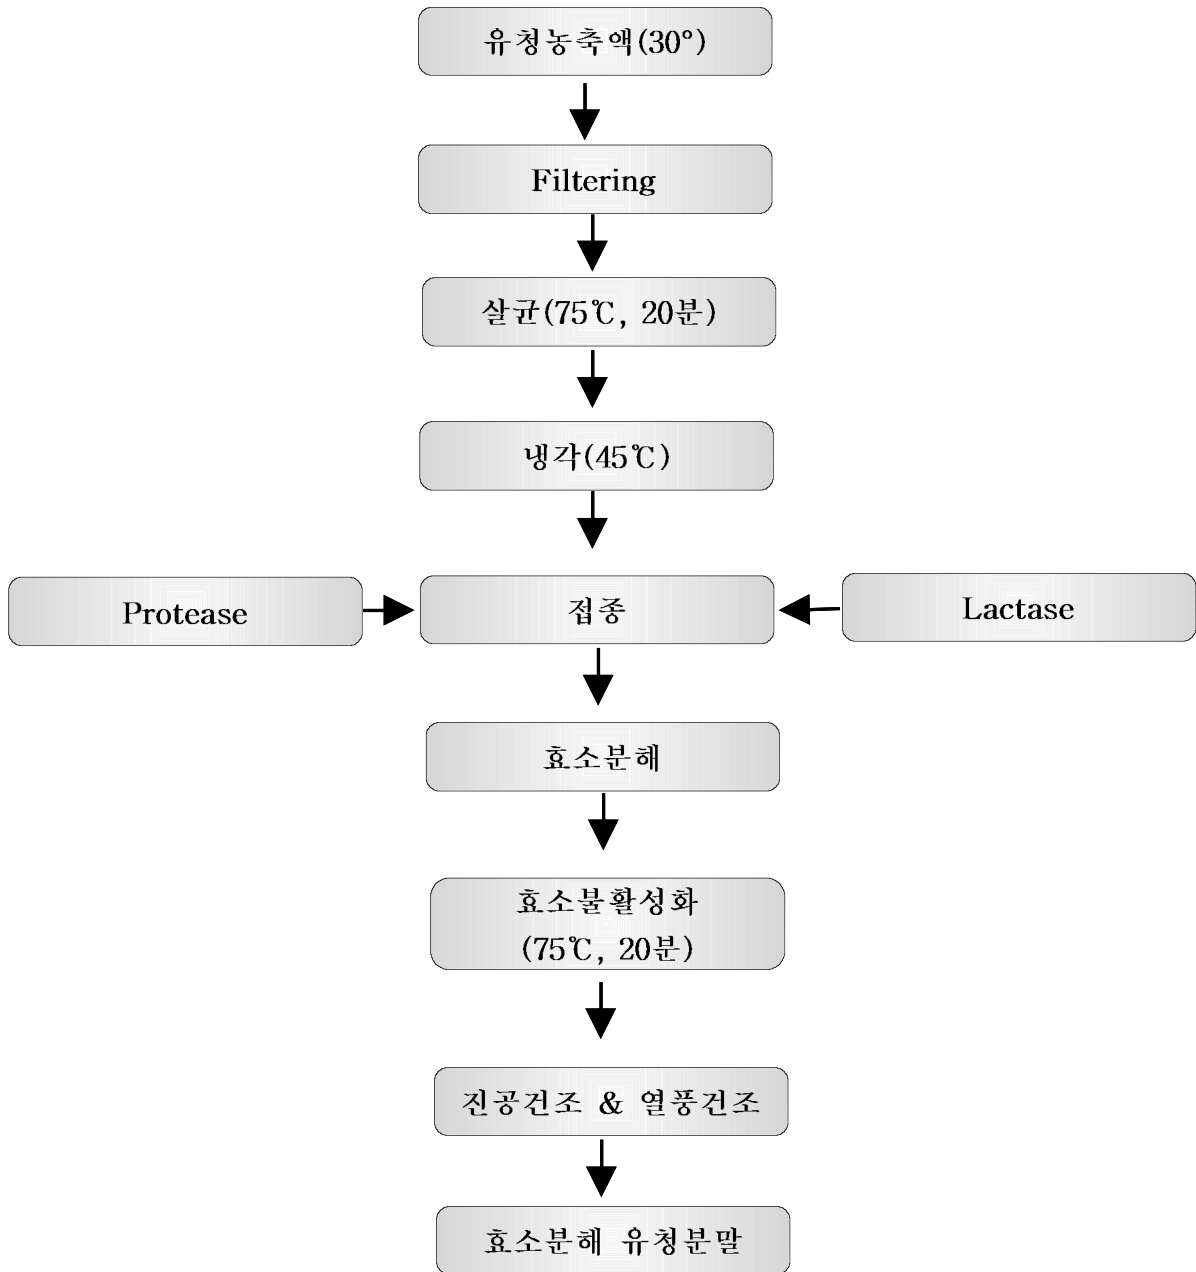 유청농축액(30°)
Filtering
살균(75℃, 20분)
냉각(45℃)
Protease
접종
Lactase
효소분해
효소불활성화
(75℃, 20분)
진공건조 & 열풍건조
효소분해 유청분말